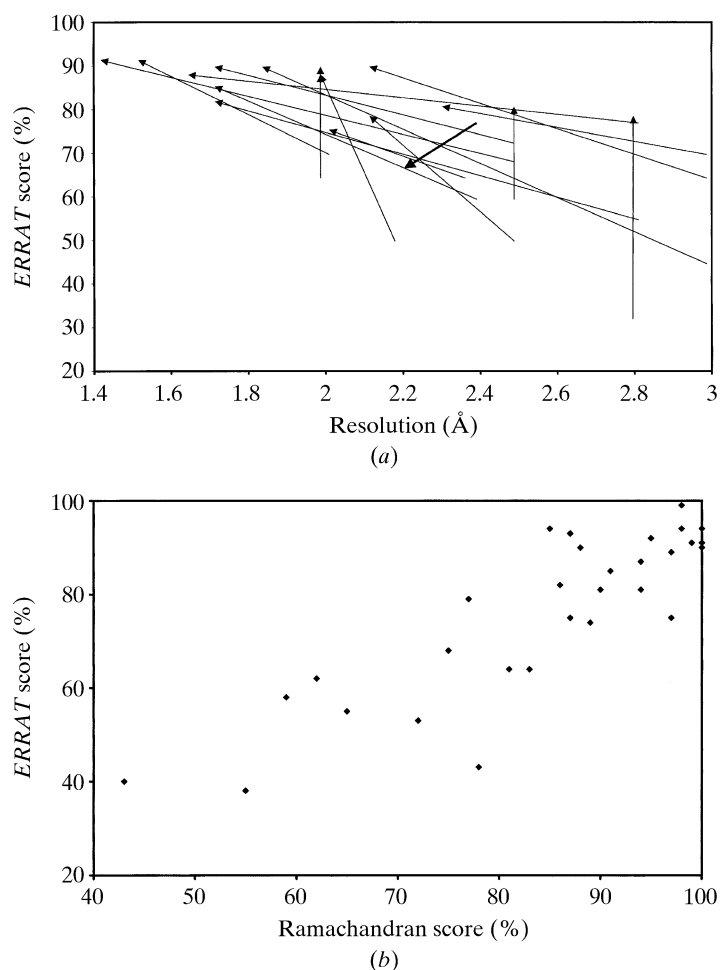 100
90
80
70
60
50
40
30
20
ERRAT score (%)
1.4 1.6 1.8 2 2.2 2.4 2.6 2.8 3
Resolution (Å)
(a)
100
80
60
40
20
ERRAT score (%)
40 50 60 70 80 90 100
Ramachandran score (%)
(b)